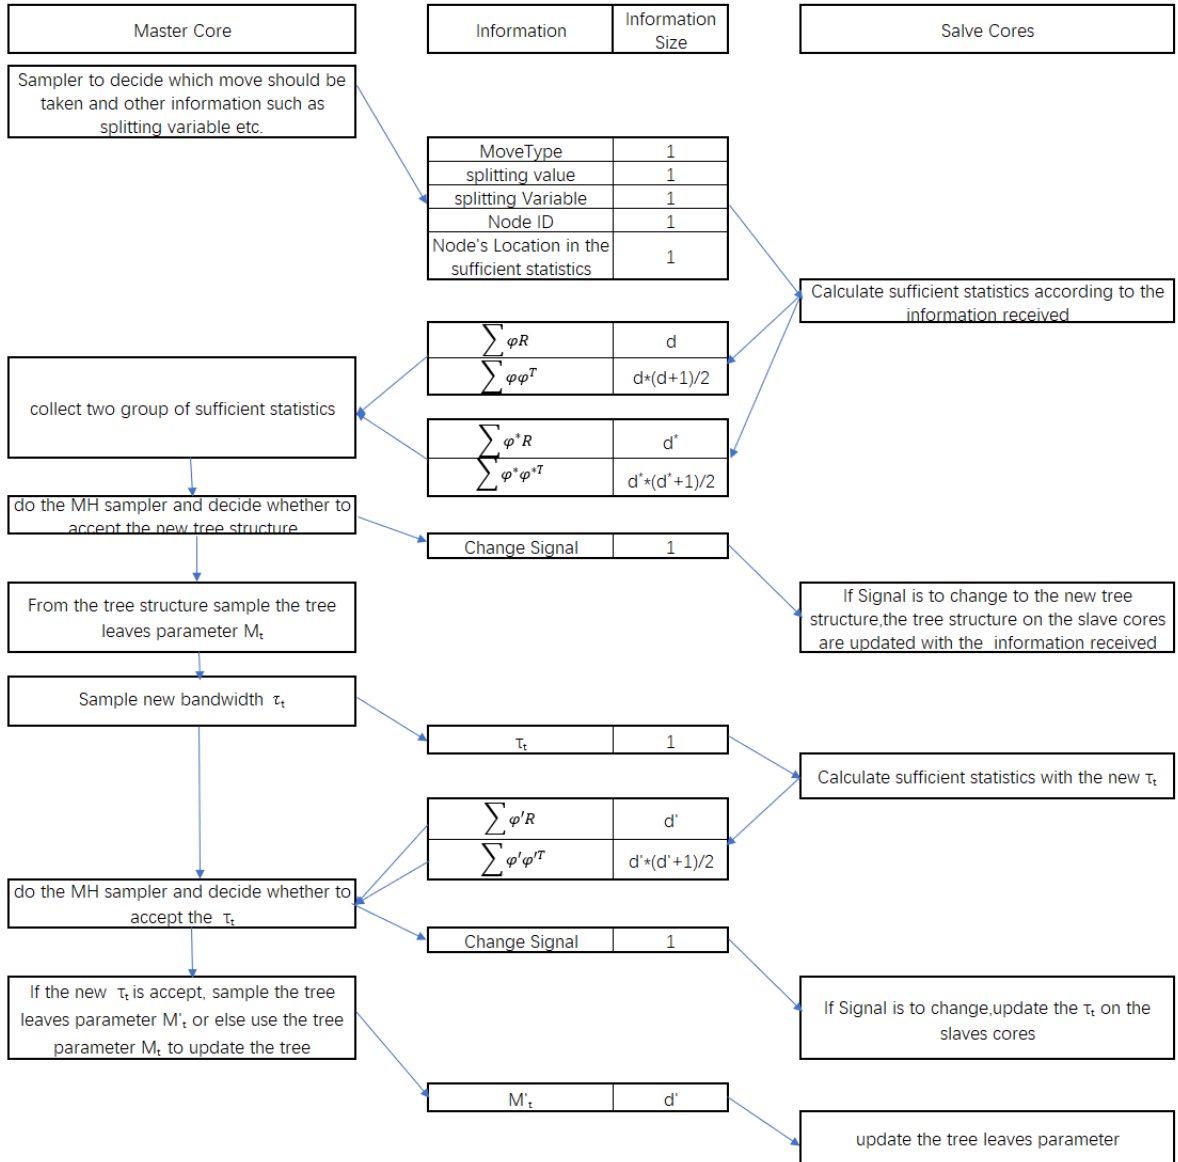 Master Core
Information
Information
Size
Salve Cores
Sampler to decide which move should be
taken and other information such as
splitting variable etc.
MoveType 1
splitting value 1
splitting Variable 1
Node ID 1
Node's Location in the
sufficient statistics 1
Calculate sufficient statistics according to the
information received
∑ φR d
∑ φφᵀ d*(d+1)/2
collect two group of sufficient statistics
∑ φ*R d*
∑ φ*φ*ᵀ d**(d*+1)/2
do the MH sampler and decide whether to
accept the new tree structure
Change Signal 1
If Signal is to change to the new tree
structure,the tree structure on the slave cores
are updated with the information received
From the tree structure sample the tree
leaves parameter Mₜ
Sample new bandwidth τₜ
τₜ 1
Calculate sufficient statistics with the new τₜ
∑ φ'R d'
∑ φ'φ'ᵀ d'*(d'+1)/2
do the MH sampler and decide whether to
accept the τₜ
Change Signal 1
If the new τₜ is accept, sample the tree
leaves parameter M'ₜ or else use the tree
parameter Mₜ to update the tree
If Signal is to change,update the τₜ on the
slaves cores
M'ₜ d'
update the tree leaves parameter